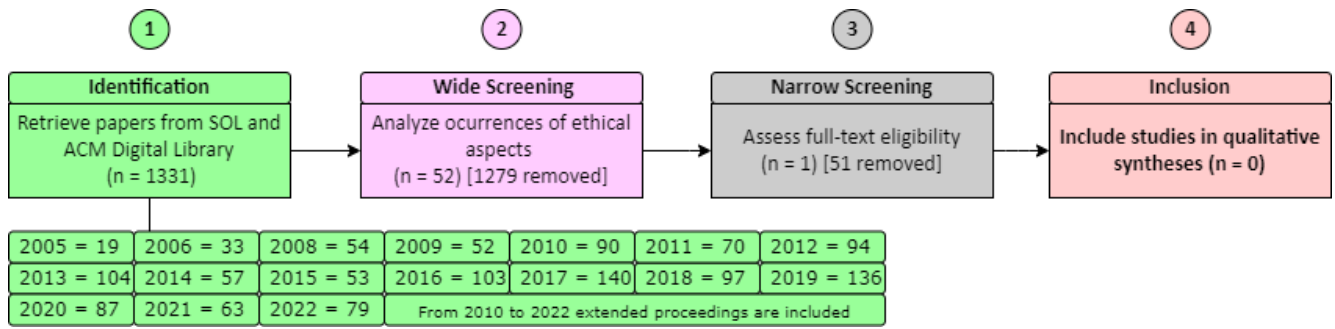 1
2
3
4
Identification
Retrieve papers from SOL and
ACM Digital Library
(n = 1331)
Wide Screening
Analyze ocurrences of ethical
aspects
(n = 52) [1279 removed]
Narrow Screening
Assess full-text eligibility
(n = 1) [51 removed]
Inclusion
Include studies in qualitative
syntheses (n = 0)
2005 = 19 2006 = 33 2008 = 54 2009 = 52 2010 = 90 2011 = 70 2012 = 94
2013 = 104 2014 = 57 2015 = 53 2016 = 103 2017 = 140 2018 = 97 2019 = 136
2020 = 87 2021 = 63 2022 = 79 From 2010 to 2022 extended proceedings are included